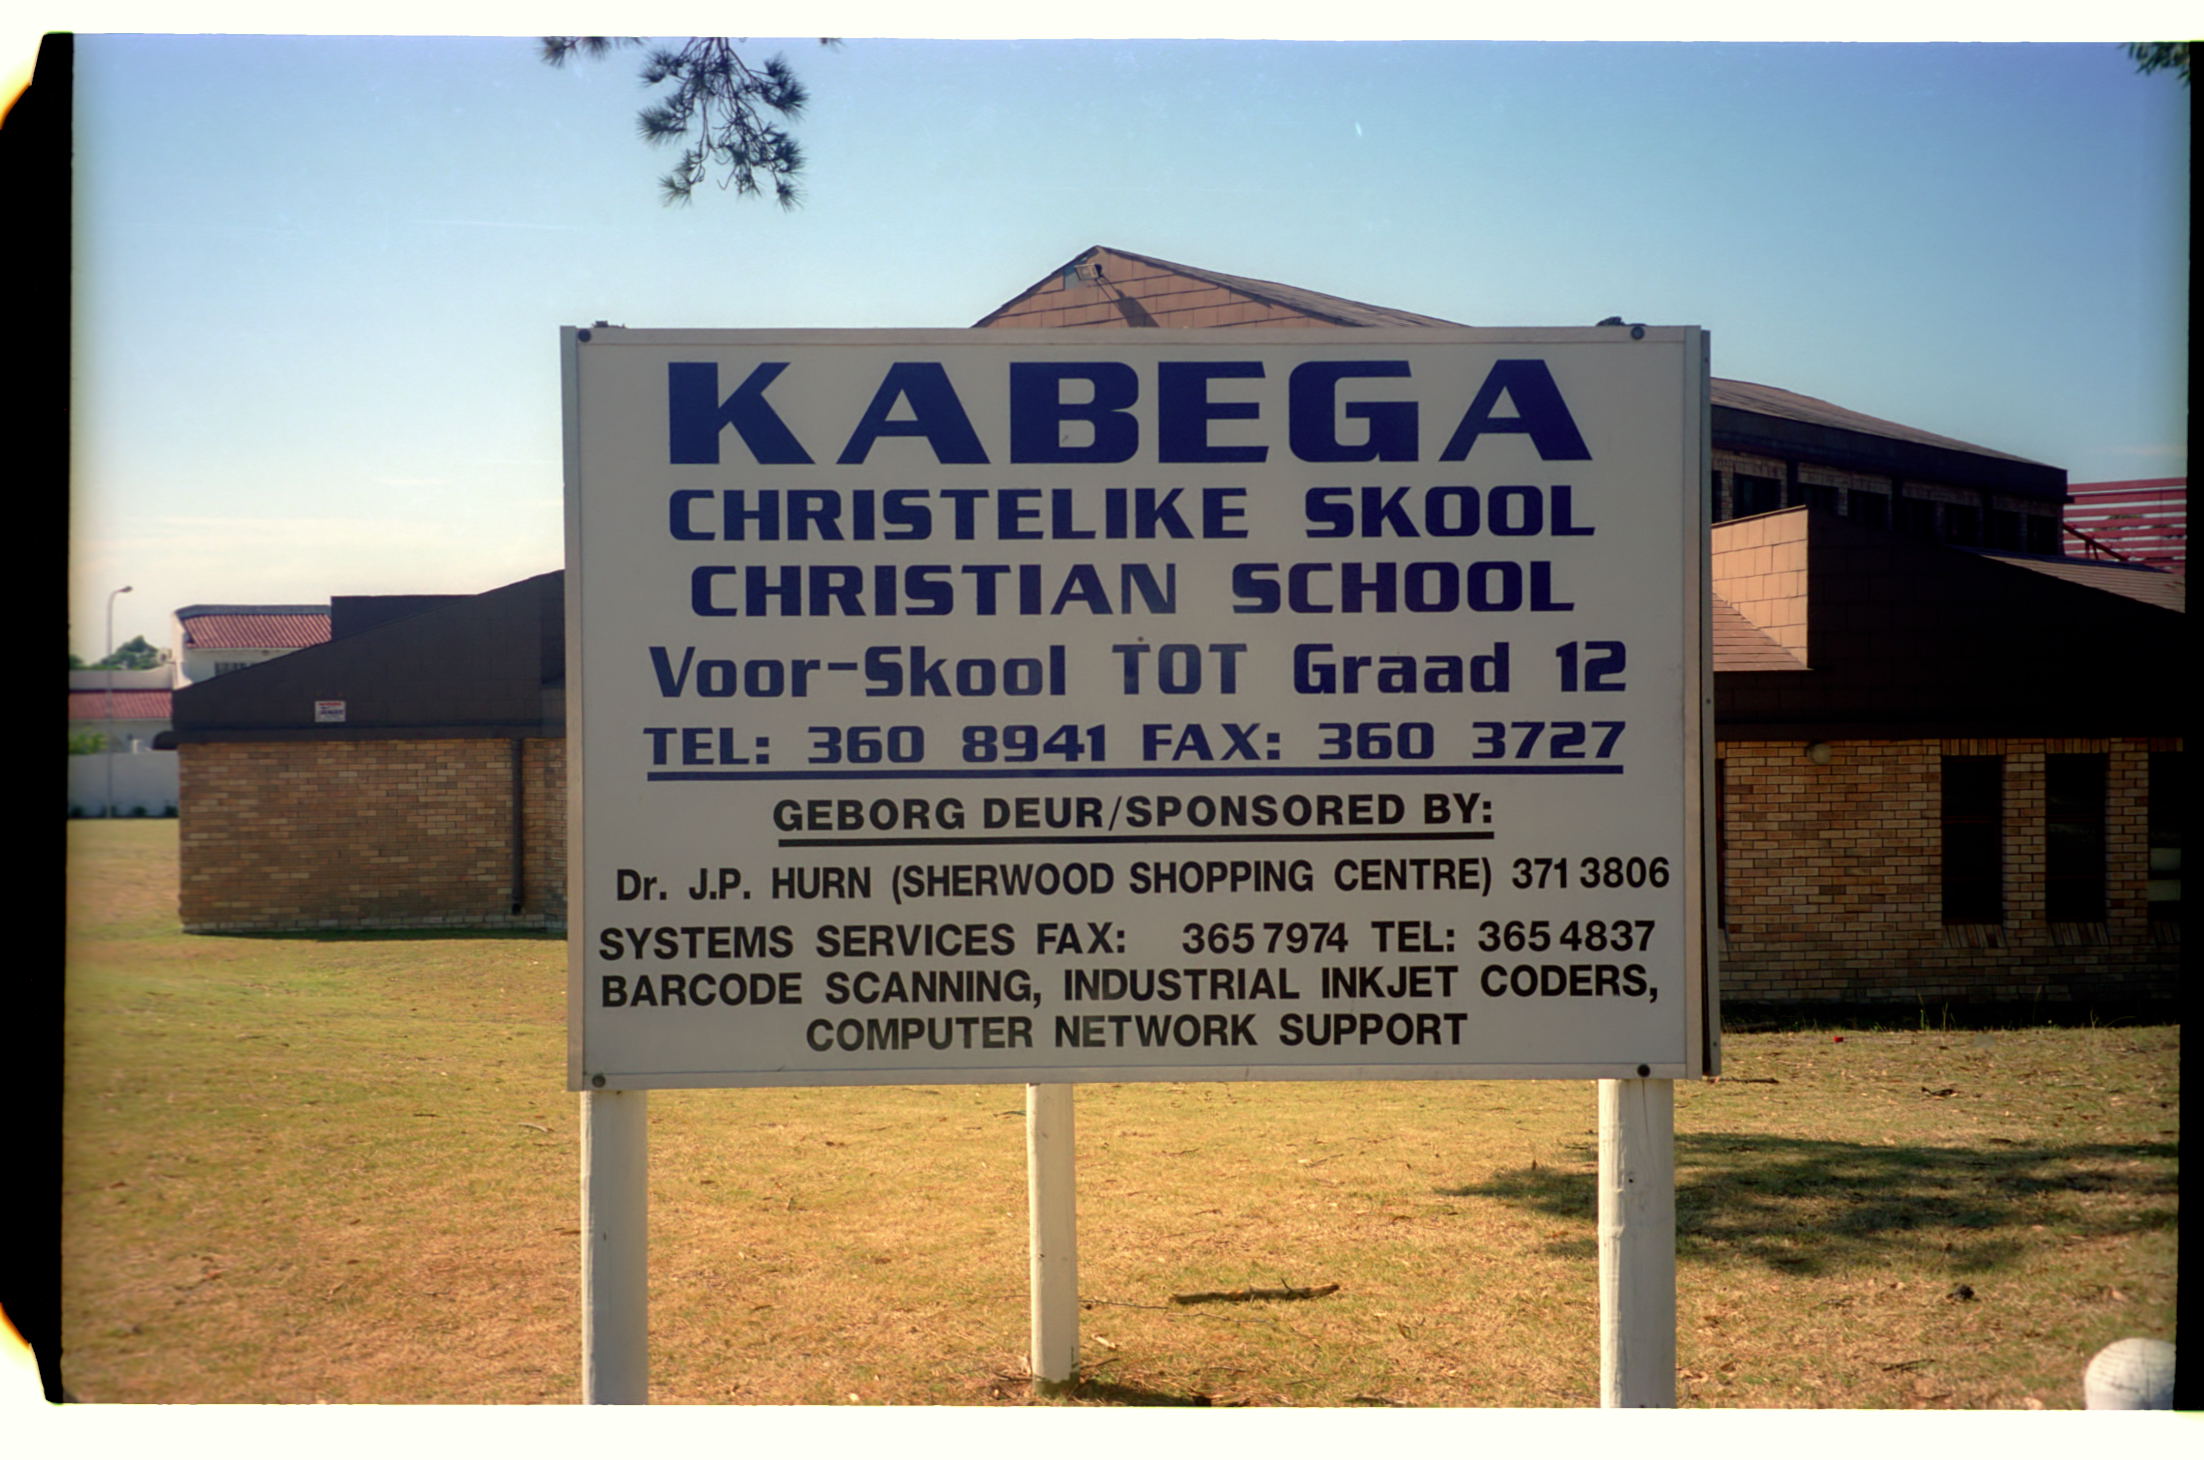 KABEGA
CHRISTELIKE SKOOL
CHRISTIAN SCHOOL
Voor-Skool TOT Graad 12
TEL: 360 8941 FAX: 360 3727
GEBORG DEUR/SPONSORED BY:
Dr. J.P. HURN (SHERWOOD SHOPPING CENTRE) 371 3806
SYSTEMS SERVICES FAX: 365 7974 TEL: 365 4837
BARCODE SCANNING, INDUSTRIAL INKJET CODERS,
COMPUTER NETWORK SUPPORT